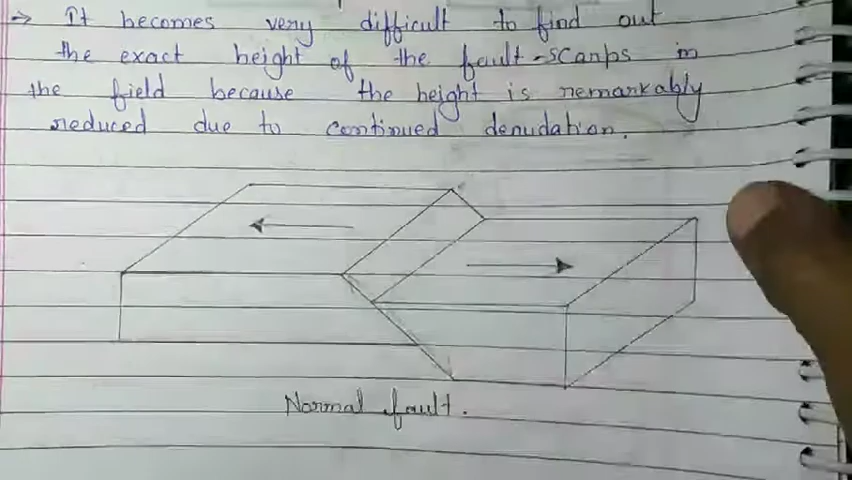 → It becomes very difficult to find out
the exact height of the fault-scarps in
the field because the height is remarkably
reduced due to continued denudation.
Normal fault.